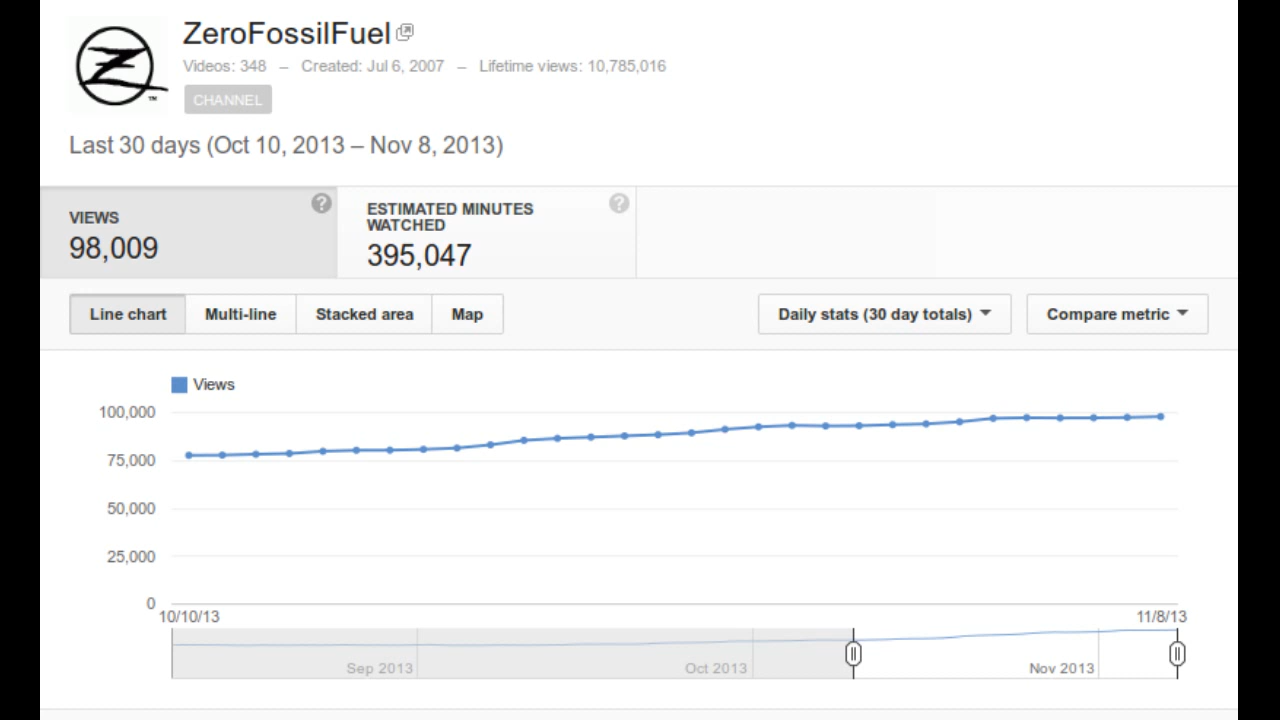 ZeroFossilFuel
Videos: 348 – Created: Jul 6, 2007 – Lifetime views: 10,785,016
Z
TM
CHANNEL
Last 30 days (Oct 10, 2013 – Nov 8, 2013)
VIEWS ?
98,009
ESTIMATED MINUTES ?
WATCHED
395,047
Line chart Multi-line Stacked area Map Daily stats (30 day totals) Compare metric
Views
100,000
75,000
50,000
25,000
0
10/10/13 11/8/13
Sep 2013 Oct 2013 Nov 2013